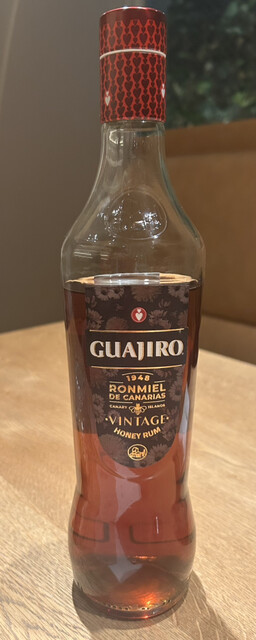 GUAJIRO
1948
RONMIEL
DE CANARIAS
CANARY ISLANDS
·VINTAGE·
HONEY RUM